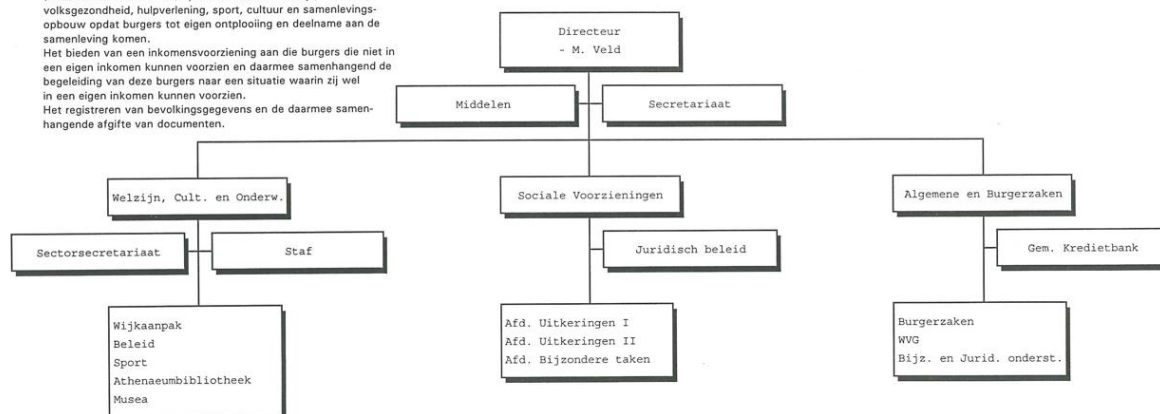 volksgezondheid, hulpverlening, sport, cultuur en samenlevings-
opbouw opdat burgers tot eigen ontplooiing en deelname aan de
samenleving komen.
Het bieden van een inkomensvoorziening aan die burgers die niet in
een eigen inkomen kunnen voorzien en daarmee samenhangend de
begeleiding van deze burgers naar een situatie waarin zij wel
in een eigen inkomen kunnen voorzien.
Het registreren van bevolkingsgegevens en de daarmee samen-
hangende afgifte van documenten.
Directeur
- M. Veld
Middelen
Secretariaat
Welzijn, Cult. en Onderw.
Sociale Voorzieningen
Algemene en Burgerzaken
Sectorsecretariaat
Staf
Juridisch beleid
Gem. Kredietbank
Wijkaanpak
Beleid
Sport
Athenaeumbibliotheek
Musea
Afd. Uitkeringen I
Afd. Uitkeringen II
Afd. Bijzondere taken
Burgerzaken
WVG
Bijz. en Jurid. onderst.